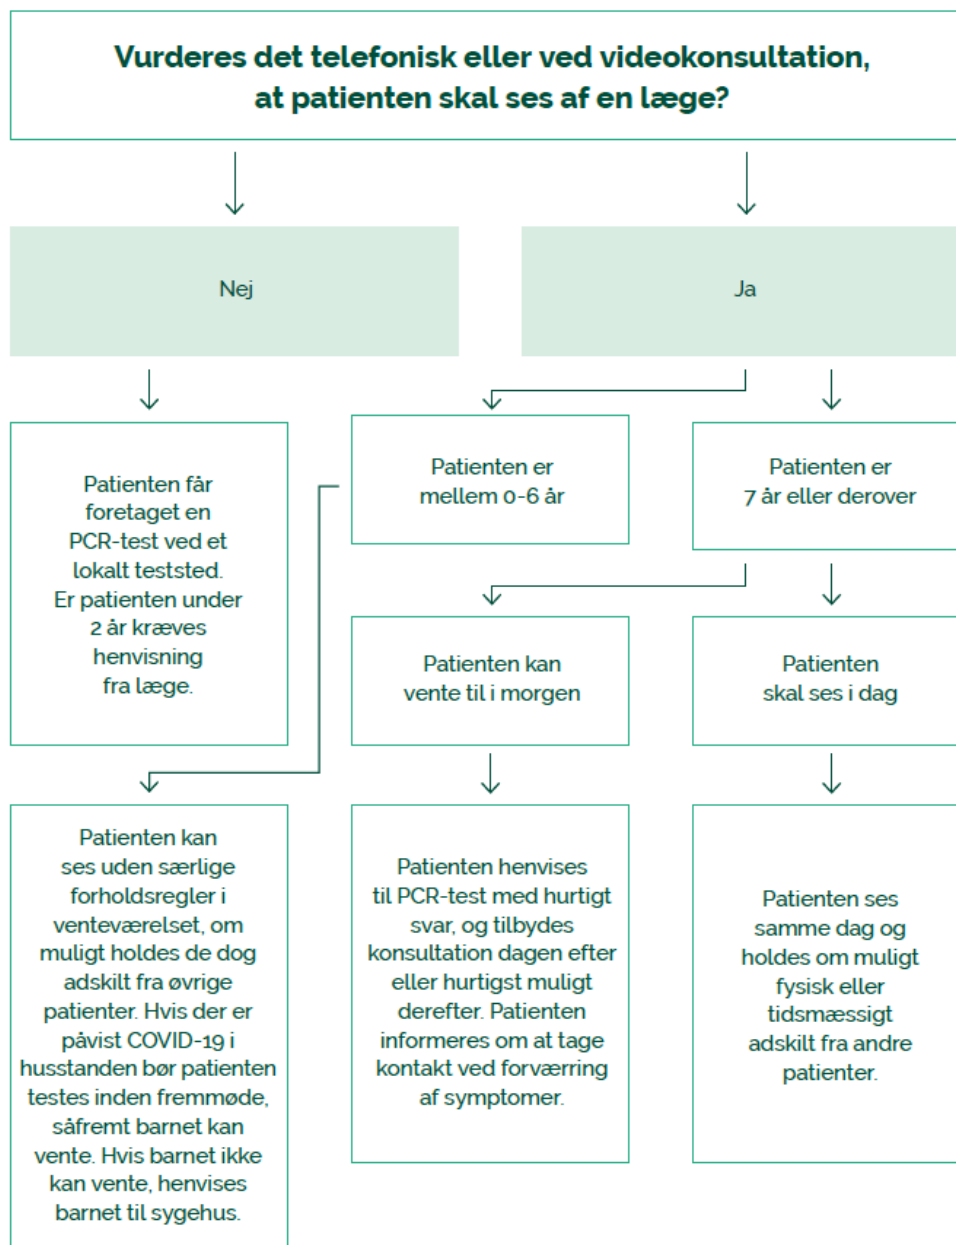 Vurderes det telefonisk eller ved videokonsultation,
at patienten skal ses af en læge?
Nej
Ja
Patienten får
foretaget en
PCR-test ved et
lokalt teststed.
Er patienten under
2 år kræves
henvisning
fra læge.
Patienten er
mellem 0-6 år
Patienten er
7 år eller derover
Patienten kan
vente til i morgen
Patienten
skal ses i dag
Patienten kan
ses uden særlige
forholdsregler i
venteværelset, om
muligt holdes de dog
adskilt fra øvrige
patienter. Hvis der er
påvist COVID-19 i
husstanden bør patienten
testes inden fremmøde,
såfremt barnet kan
vente. Hvis barnet ikke
kan vente, henvises
barnet til sygehus.
Patienten henvises
til PCR-test med hurtigt
svar, og tilbydes
konsultation dagen efter
eller hurtigst muligt
derefter. Patienten
informeres om at tage
kontakt ved forværring
af symptomer.
Patienten ses
samme dag og
holdes om muligt
fysisk eller
tidsmæssigt
adskilt fra andre
patienter.